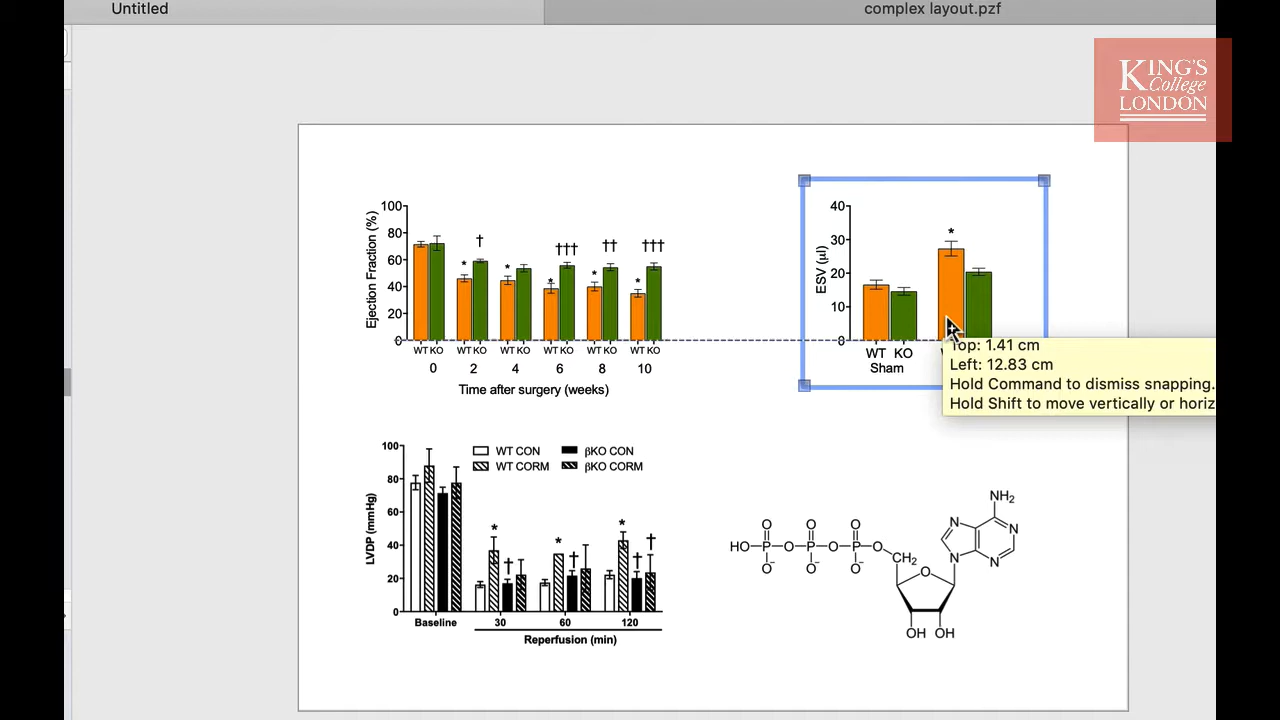 Untitled
complex layout.pzf
KING'S
College
LONDON
100
80
60
40
20
0
Ejection Fraction (%)
*
†
*
*
†††
*
††
*
†††
WT KO
WT KO
WT KO
WT KO
WT KO
WT KO
0
2
4
6
8
10
Time after surgery (weeks)
40
30
20
10
0
ESV (µl)
*
WT KO
Sham
Top: 1.41 cm
Left: 12.83 cm
Hold Command to dismiss snapping.
Hold Shift to move vertically or horiz
100
80
60
40
20
0
LVDP (mmHg)
WT CON
βKO CON
WT CORM
βKO CORM
*
†
*
†
*
†
†
Baseline
30
60
120
Reperfusion (min)
NH2
N
N
N
N
O
O
O
HO
P
O
P
O
P
O
CH2
O-
O-
O-
O
OH
OH